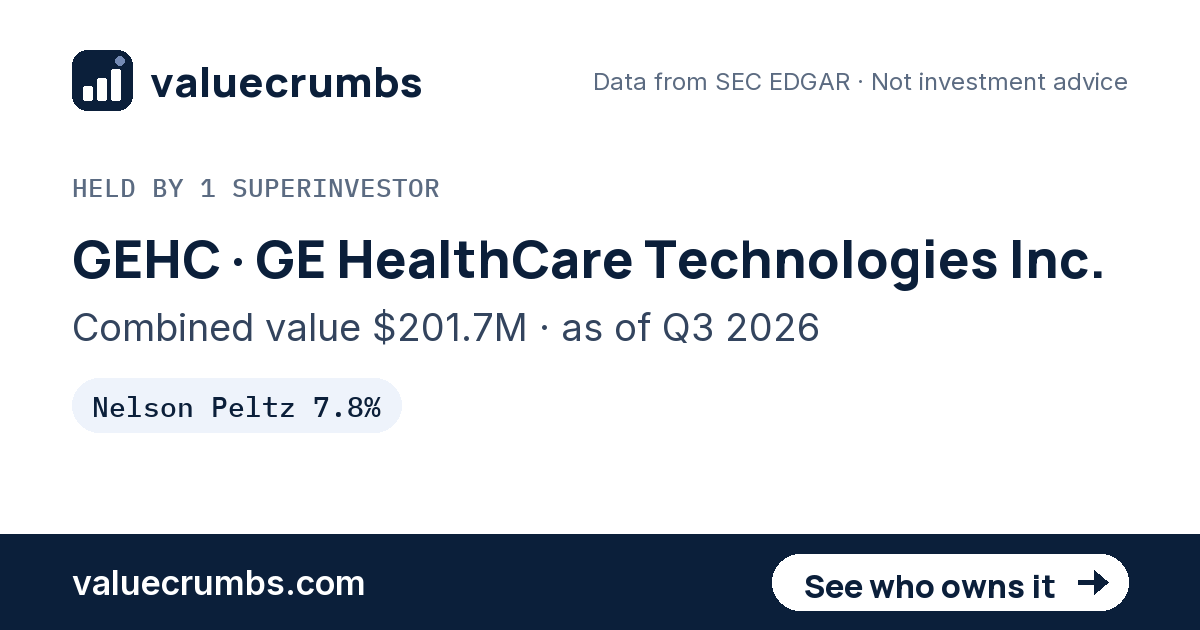 valuecrumbs
Data from SEC EDGAR · Not investment advice
HELD BY 1 SUPERINVESTOR
GEHC · GE HealthCare Technologies Inc.
Combined value $201.7M · as of Q3 2026
Nelson Peltz 7.8%
valuecrumbs.com
See who owns it →